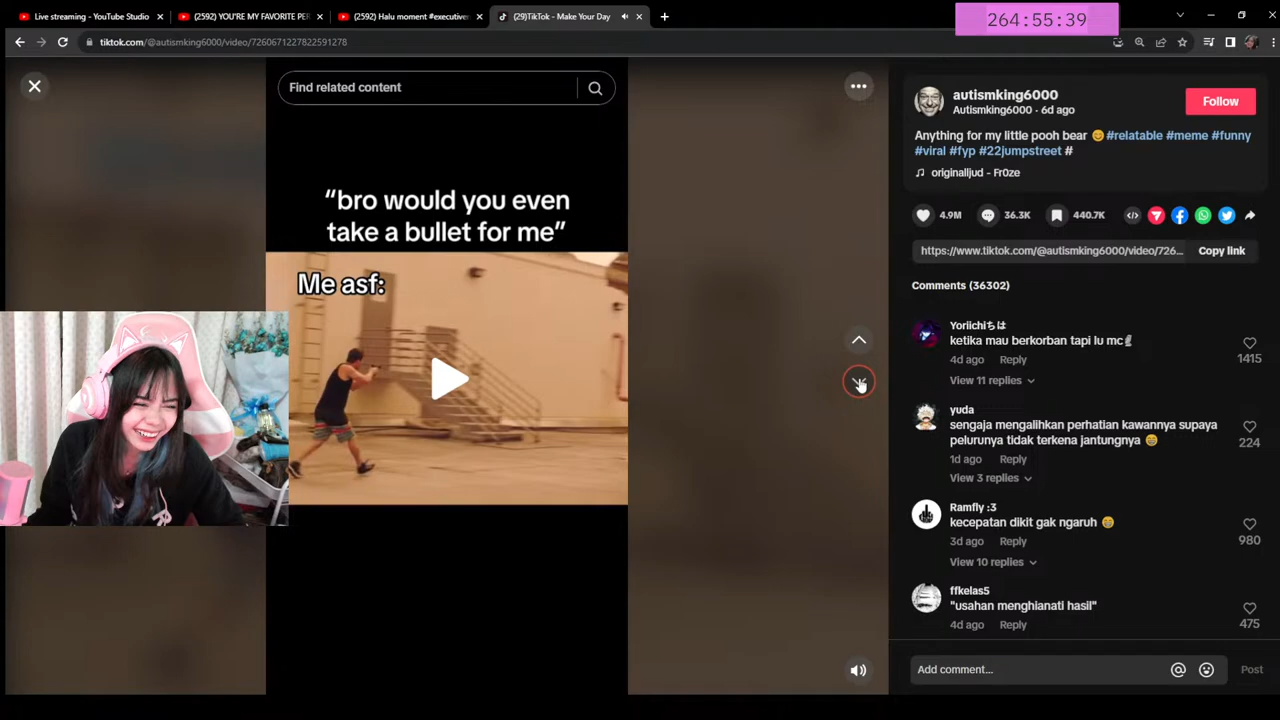 Live streaming - YouTube Studio
(2592) YOU'RE MY FAVORITE PER
(2592) Halu moment #executive
(29)TikTok - Make Your Day
264:55:39
tiktok.com/@autismking6000/video/7260671227822591278
Find related content
"bro would you even
take a bullet for me"
Me asf:
autismking6000
Autismking6000 · 6d ago
Follow
Anything for my little pooh bear 😊#relatable #meme #funny
#viral #fyp #22jumpstreet #
♫ originalljud - Fr0ze
4.9M
36.3K
440.7K
https://www.tiktok.com/@autismking6000/video/726...
Copy link
Comments (36302)
Yoriichiちは
ketika mau berkorban tapi lu mc
4d ago Reply
1415
View 11 replies
yuda
sengaja mengalihkan perhatian kawannya supaya
pelurunya tidak terkena jantungnya 😁
224
1d ago Reply
View 3 replies
Ramfly :3
kecepatan dikit gak ngaruh 😁
3d ago Reply
980
View 10 replies
ffkelas5
"usahan menghianati hasil"
4d ago Reply
475
Add comment...
@
Post